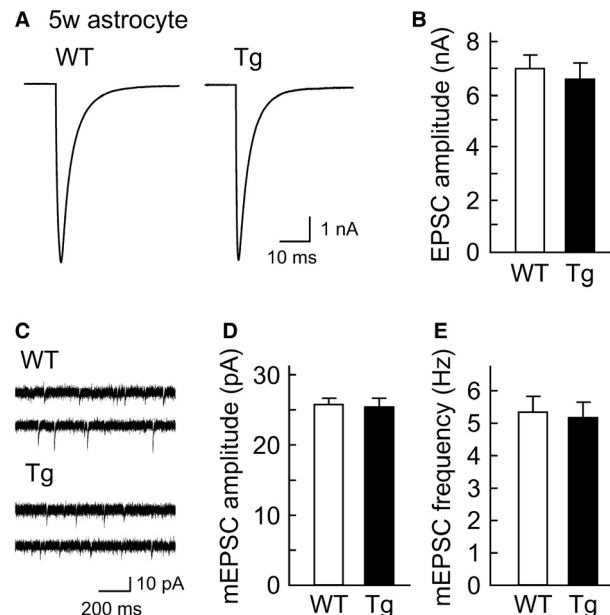 A 5w astrocyte
WT Tg
1 nA
10 ms
B
EPSC amplitude (nA)
8
6
4
2
0
WT Tg
C
WT
Tg
10 pA
200 ms
D
mEPSC amplitude (pA)
30
20
10
0
WT Tg
E
mEPSC frequency (Hz)
6
5
4
3
2
1
0
WT Tg